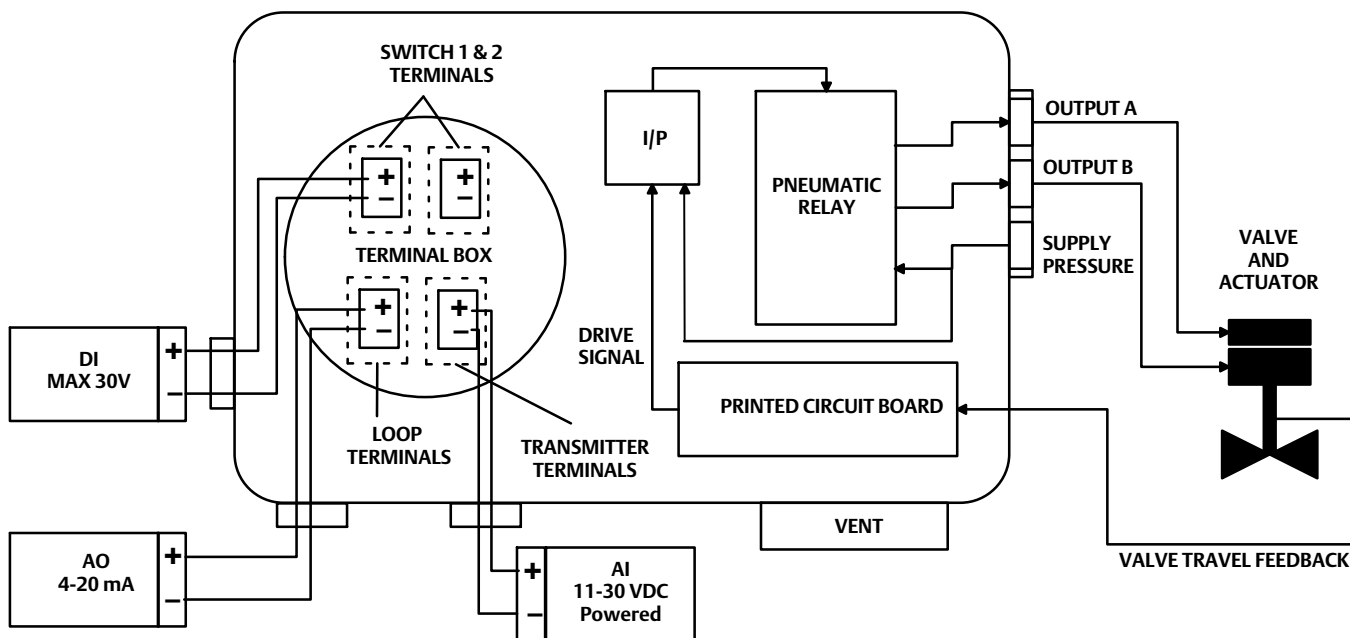 SWITCH 1 & 2
TERMINALS
I/P
PNEUMATIC
RELAY
OUTPUT A
OUTPUT B
SUPPLY
PRESSURE
VALVE
AND
ACTUATOR
+
−
+
−
TERMINAL BOX
+
−
+
−
DRIVE
SIGNAL
PRINTED CIRCUIT BOARD
DI
MAX 30V
+
−
LOOP
TERMINALS
TRANSMITTER
TERMINALS
VENT
AO
4-20 mA
+
−
+
−
AI
11-30 VDC
Powered
VALVE TRAVEL FEEDBACK